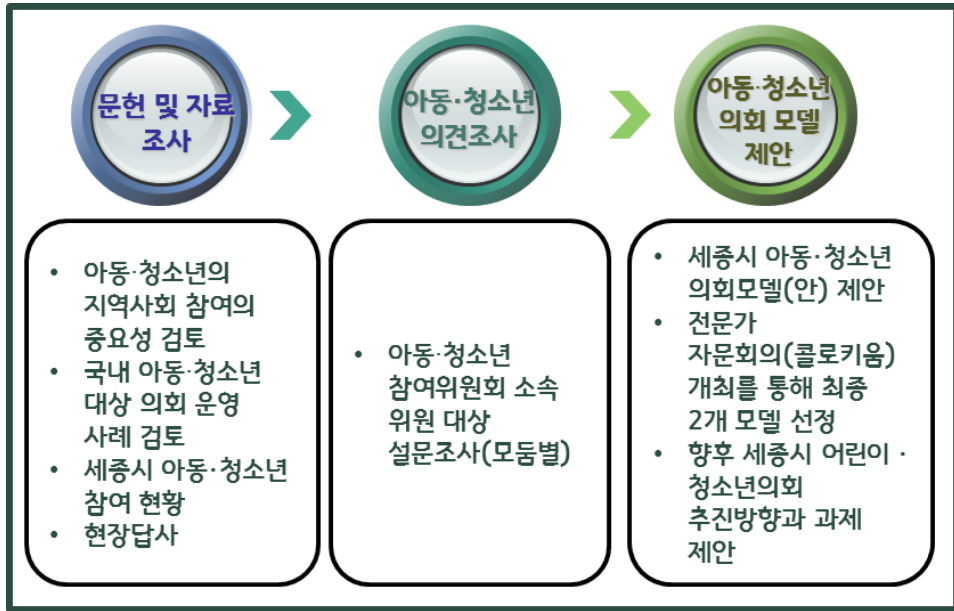 문헌 및 자료
조사
아동·청소년
의견조사
아동·청소년
의회 모델
제안
• 아동·청소년의
지역사회 참여의
중요성 검토
• 국내 아동·청소년
대상 의회 운영
사례 검토
• 세종시 아동·청소년
참여 현황
• 현장답사
• 아동·청소년
참여위원회 소속
위원 대상
설문조사(모둠별)
• 세종시 아동·청소년
의회모델(안) 제안
• 전문가
자문회의(콜로키움)
개최를 통해 최종
2개 모델 선정
• 향후 세종시 어린이·
청소년의회
추진방향과 과제
제안